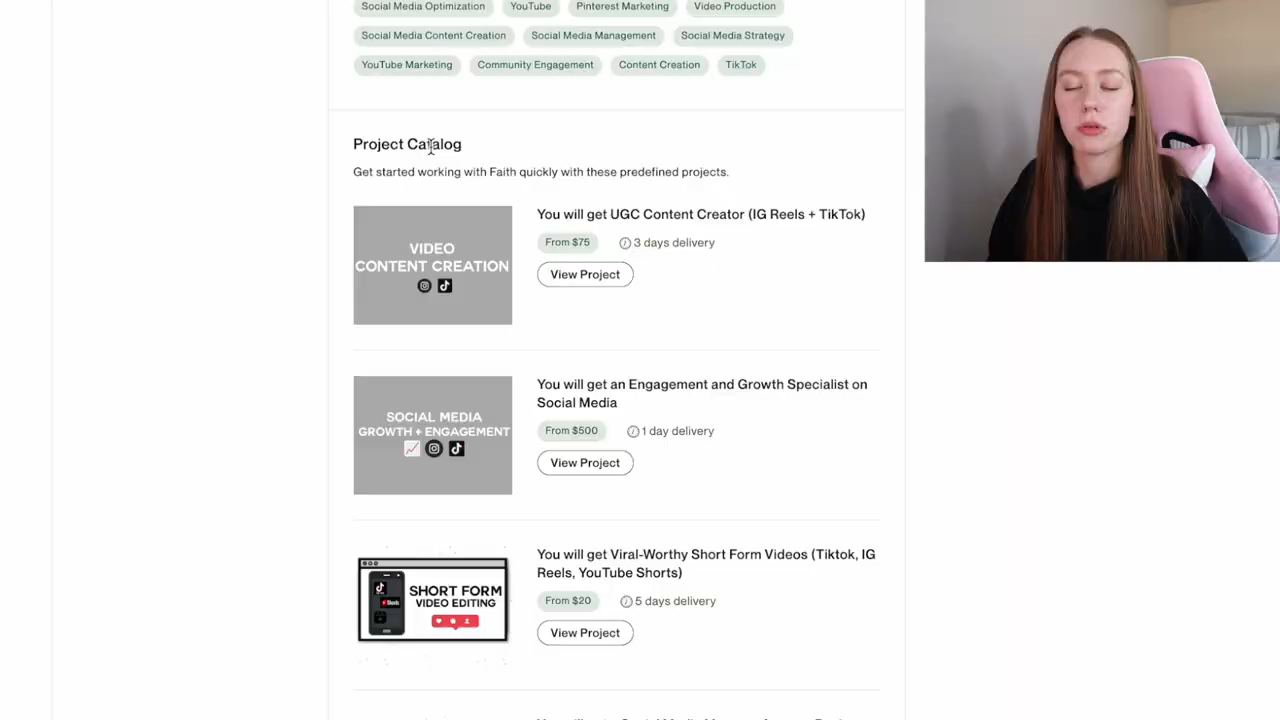 Social Media Optimization YouTube Pinterest Marketing Video Production
Social Media Content Creation Social Media Management Social Media Strategy
YouTube Marketing Community Engagement Content Creation TikTok
Project Catalog
Get started working with Faith quickly with these predefined projects.
VIDEO
CONTENT CREATION
You will get UGC Content Creator (IG Reels + TikTok)
From $75 3 days delivery
View Project
SOCIAL MEDIA
GROWTH + ENGAGEMENT
You will get an Engagement and Growth Specialist on
Social Media
From $500 1 day delivery
View Project
SHORT FORM
VIDEO EDITING
You will get Viral-Worthy Short Form Videos (Tiktok, IG
Reels, YouTube Shorts)
From $20 5 days delivery
View Project